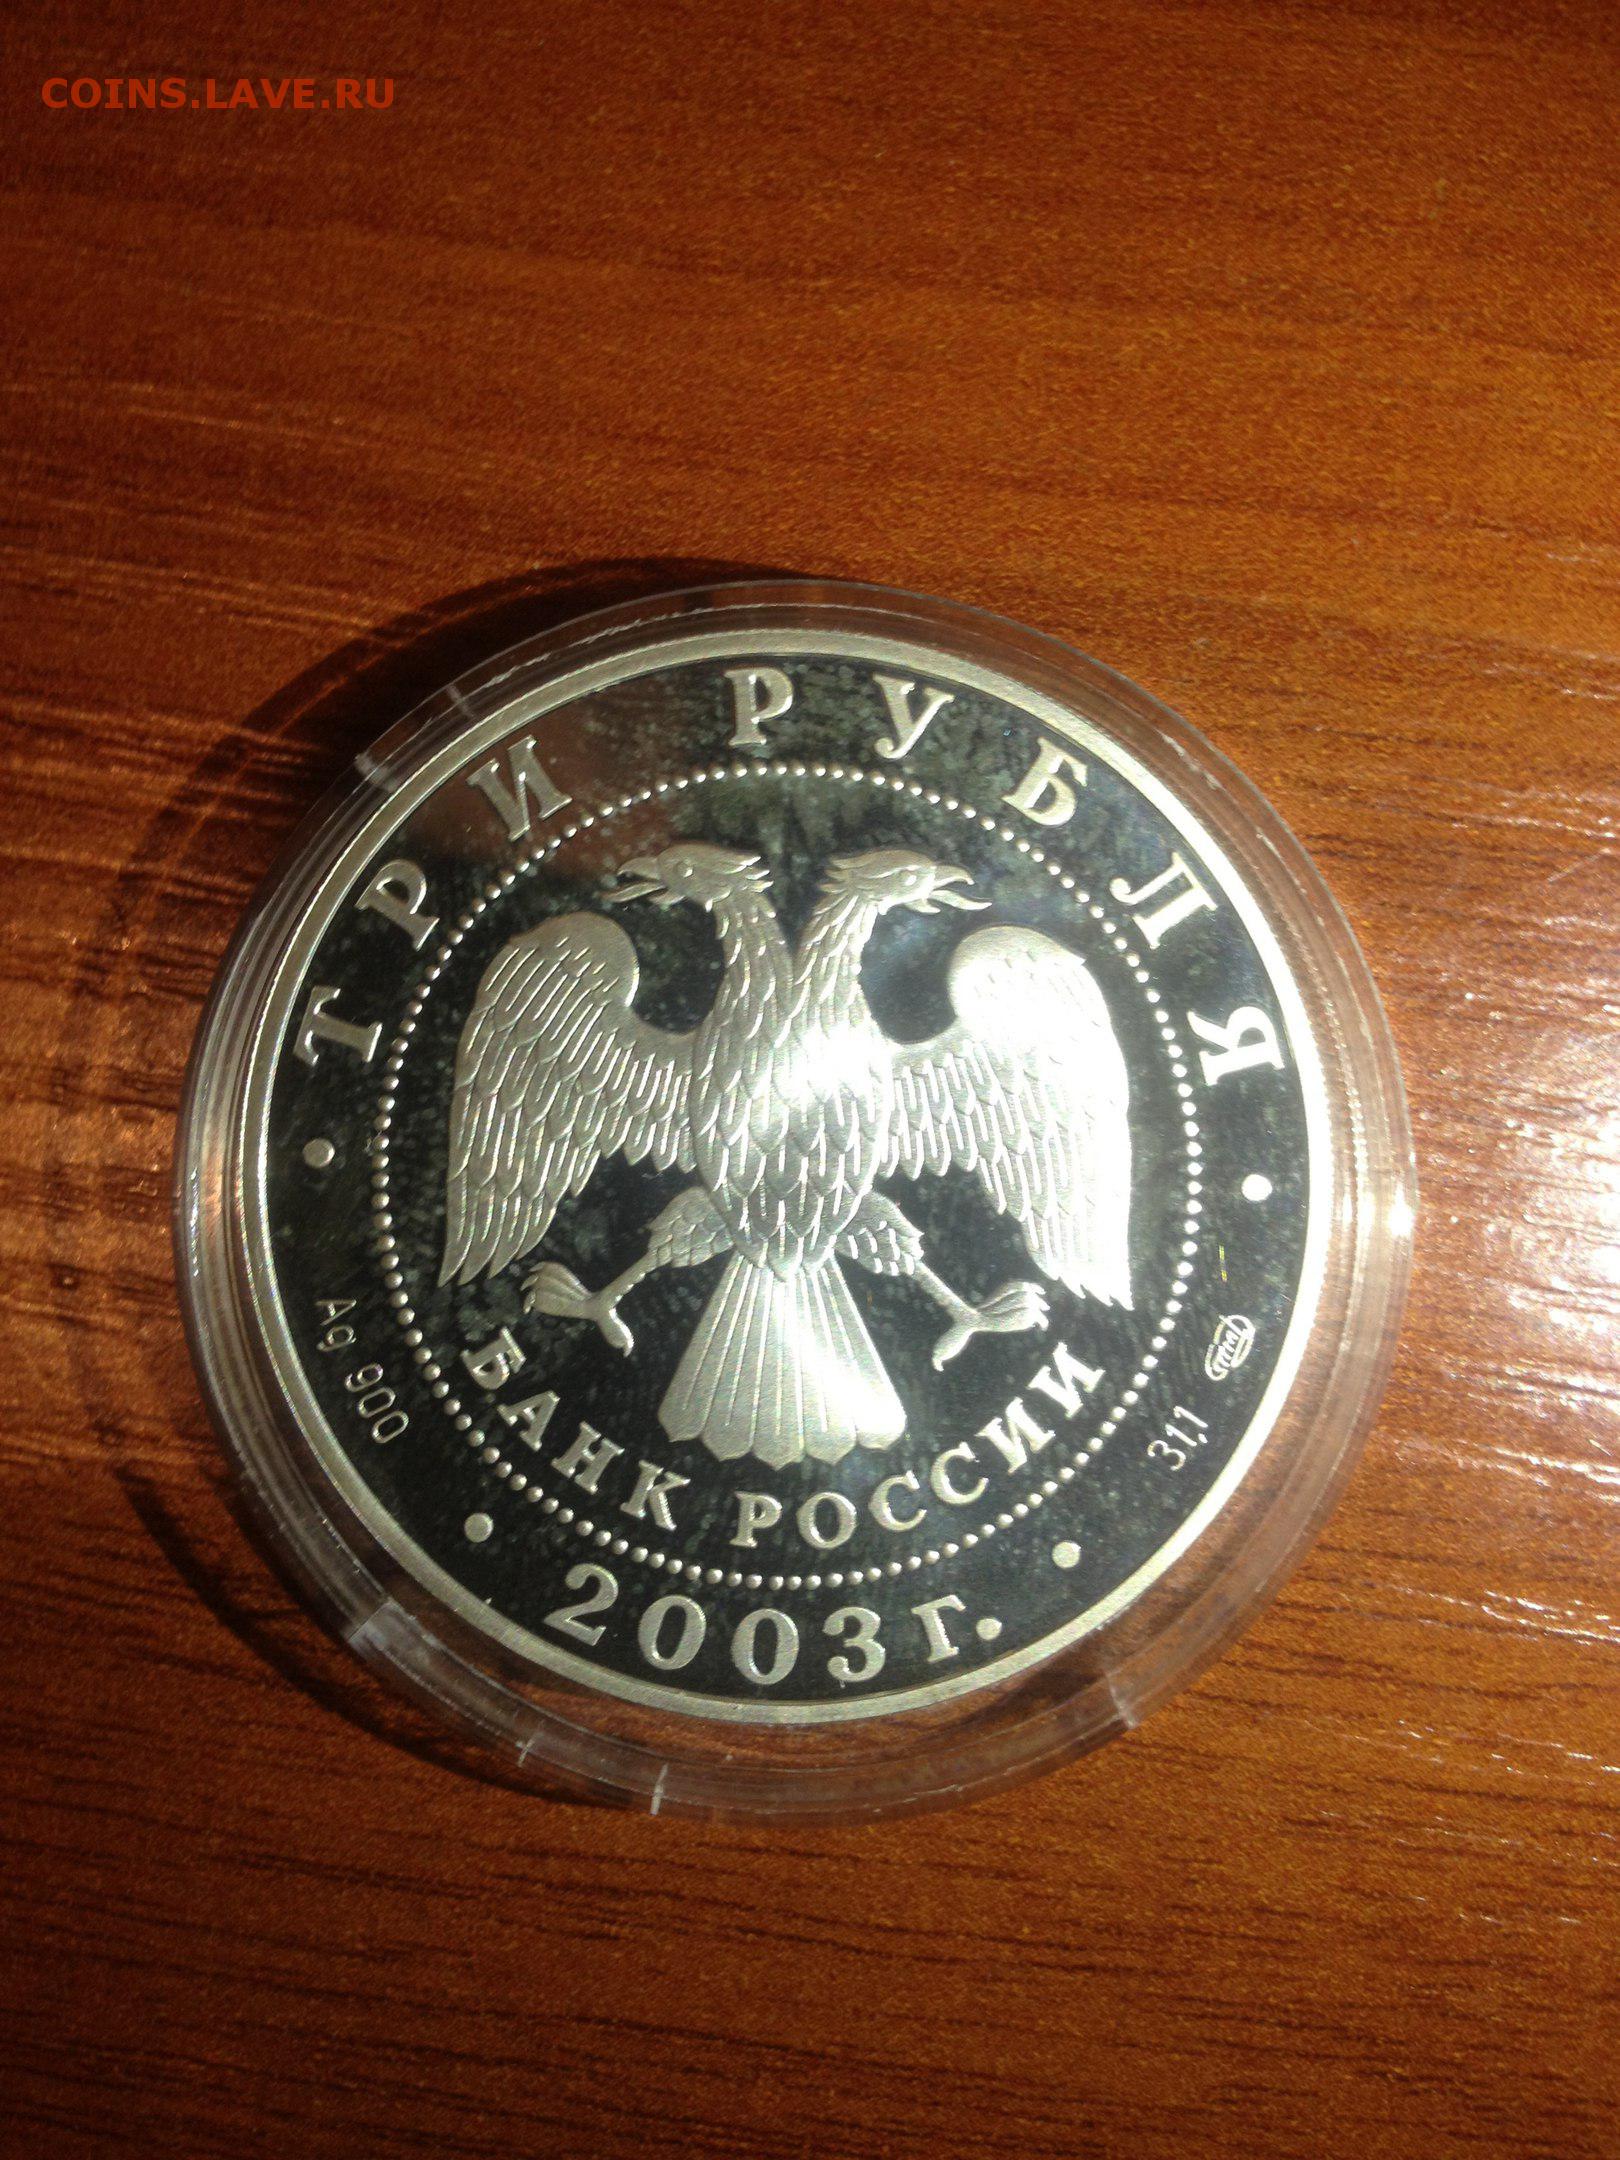 COINS.LAVE.RU
ТРИ РУБЛЯ
БАНК РОССИИ
Ag 900
31,1
• 2003 г. •